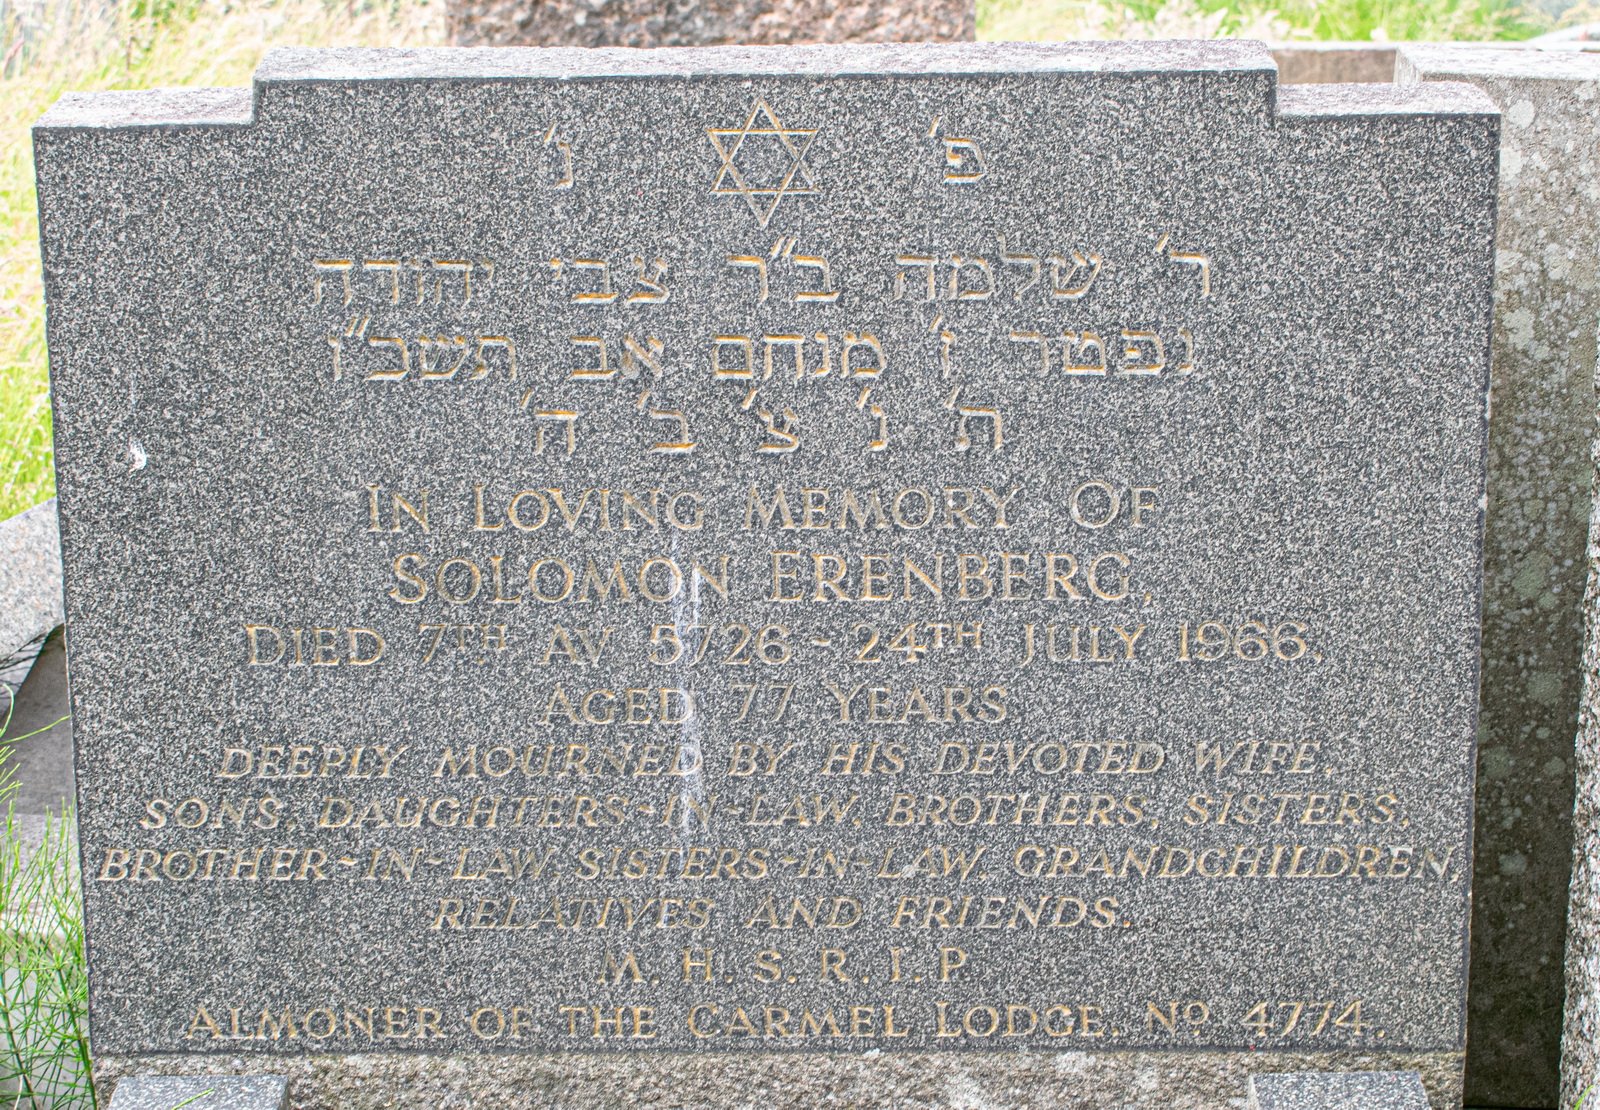 פ' נ'
ר' שלמה ב"ר צבי יהודה
נפטר ז' מנחם אב תשכ"ו
ת' נ' צ' ב' ה'
IN LOVING MEMORY OF
SOLOMON ERENBERG,
DIED 7TH AV 5726 - 24TH JULY 1966.
AGED 77 YEARS
DEEPLY MOURNED BY HIS DEVOTED WIFE,
SONS, DAUGHTERS-IN-LAW, BROTHERS, SISTERS,
BROTHER-IN-LAW, SISTERS-IN-LAW, GRANDCHILDREN,
RELATIVES AND FRIENDS.
M. H. S. R. I. P
ALMONER OF THE CARMEL LODGE. Nº 4774.